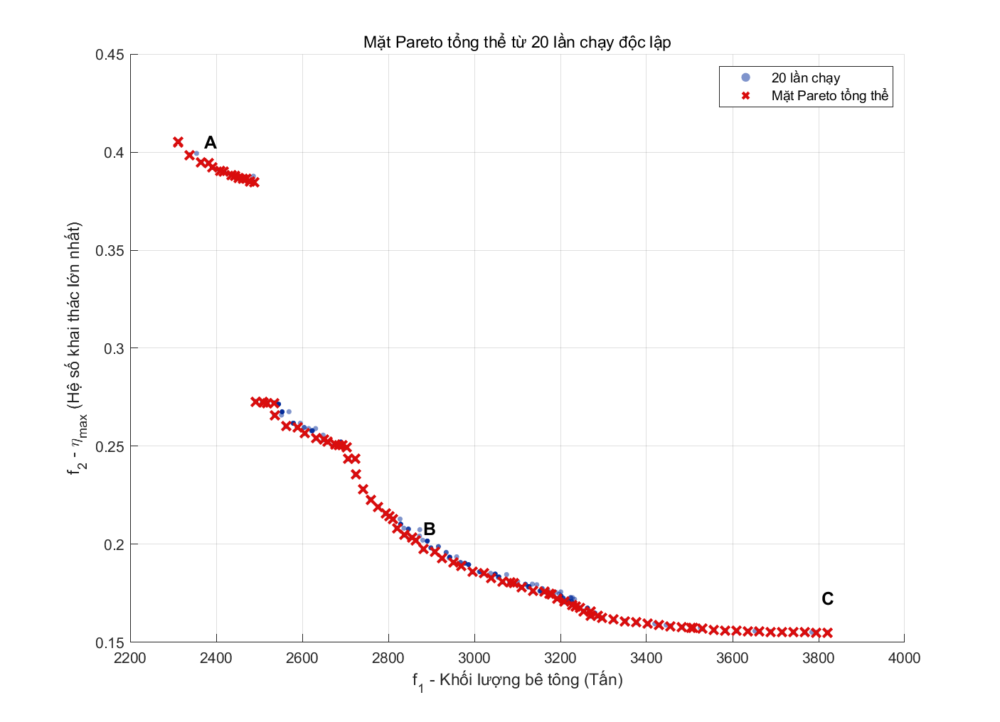 Mặt Pareto tổng thể từ 20 lần chạy độc lập
0.45
20 lần chạy
Mặt Pareto tổng thể
A
0.4
0.35
0.3
0.25
B
0.2
C
0.15
f2 - ηmax (Hệ số khai thác lớn nhất)
2200 2400 2600 2800 3000 3200 3400 3600 3800 4000
f1 - Khối lượng bê tông (Tấn)